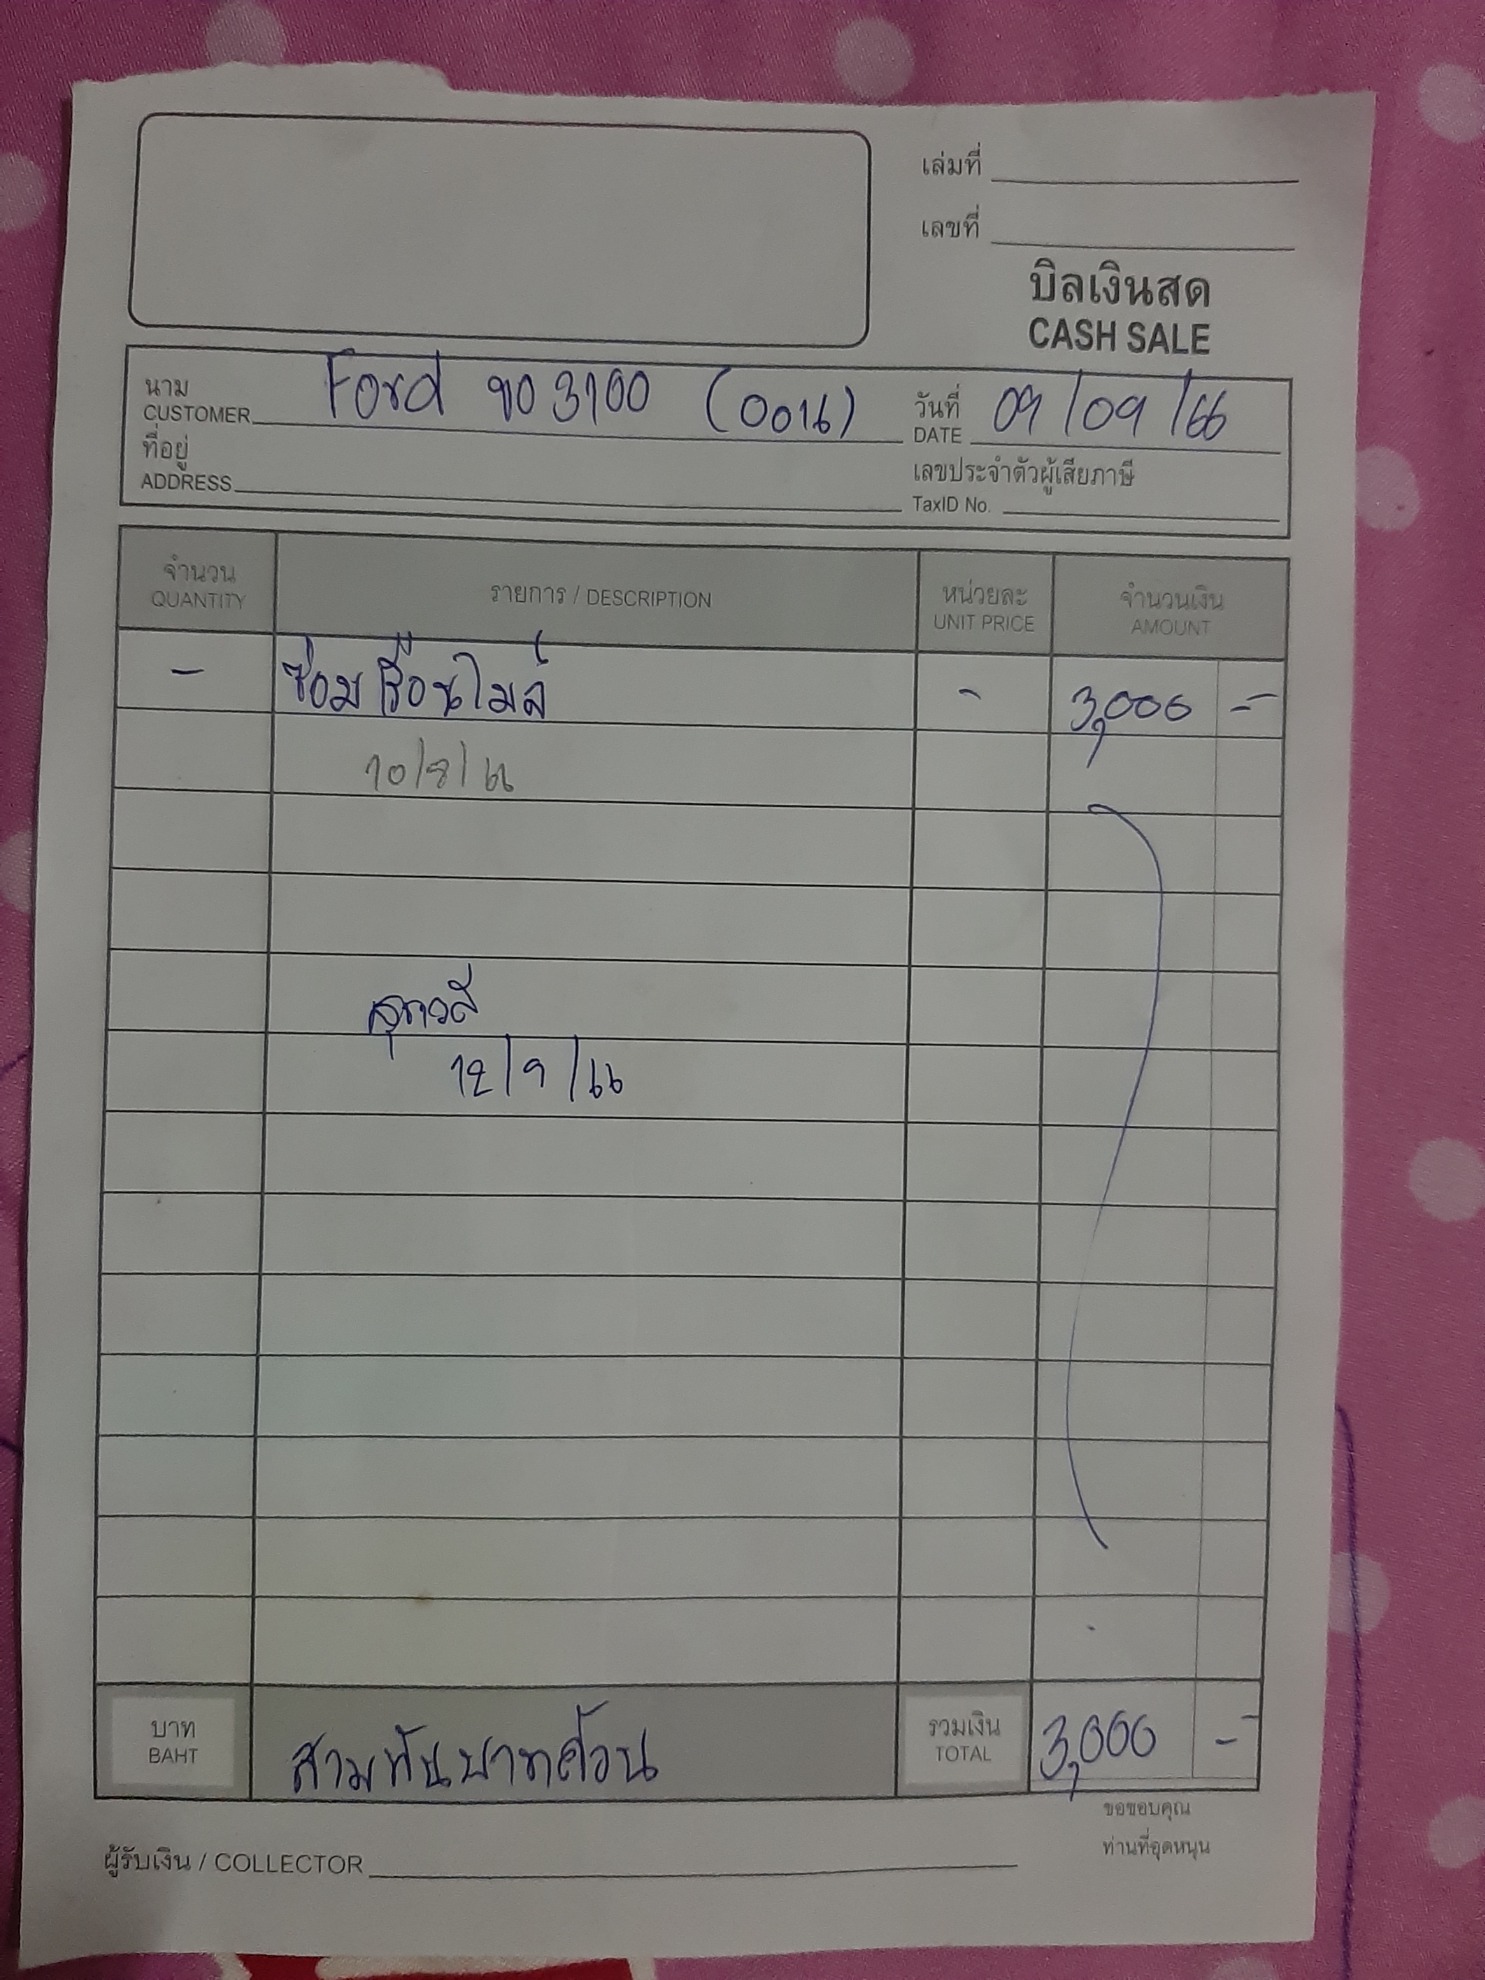 เล่มที่
เลขที่
บิลเงินสด
CASH SALE
นาม
CUSTOMER
Ford ขอ 3100 (0016)
วันที่
DATE
09/09/66
ที่อยู่
ADDRESS
เลขประจำตัวผู้เสียภาษี
TaxID No.
จำนวน
QUANTITY
รายการ / DESCRIPTION
หน่วยละ
UNIT PRICE
จำนวนเงิน
AMOUNT
- ซ่อมเรือนไมล์ - 3,000 -
12/9/66
บาท
BAHT
สามพันบาทถ้วน
รวมเงิน
TOTAL
3,000 -
ขอขอบคุณ
ท่านที่อุดหนุน
ผู้รับเงิน / COLLECTOR